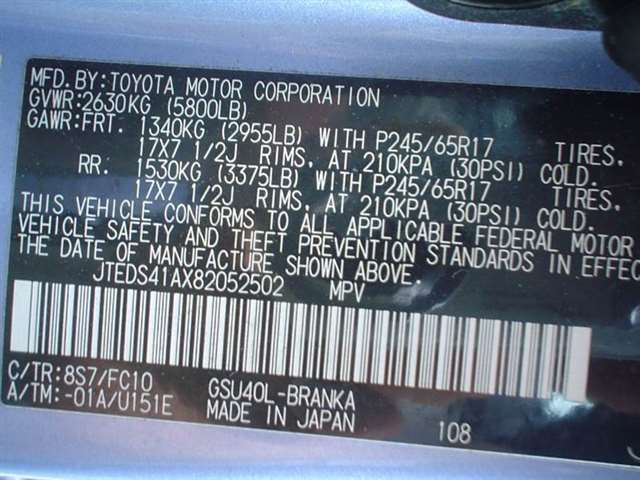 MFD.BY:TOYOTA MOTOR CORPORATION
GVWR:2630KG (5800LB)
GAWR:FRT. 1340KG (2955LB) WITH P245/65R17 TIRES,
17X7 1/2J RIMS, AT 210KPA (30PSI) COLD.
RR. 1530KG (3375LB) WITH P245/65R17 TIRES,
17X7 1/2J RIMS, AT 210KPA (30PSI) COLD.
THIS VEHICLE CONFORMS TO ALL APPLICABLE FEDERAL MOTOR
VEHICLE SAFETY AND THEFT PREVENTION STANDARDS IN EFFEC
THE DATE OF MANUFACTURE SHOWN ABOVE.
JTEDS41AX82052502 MPV
C/TR:8S7/FC10 GSU40L-BRANKA
A/TM:-01A/U151E MADE IN JAPAN 108